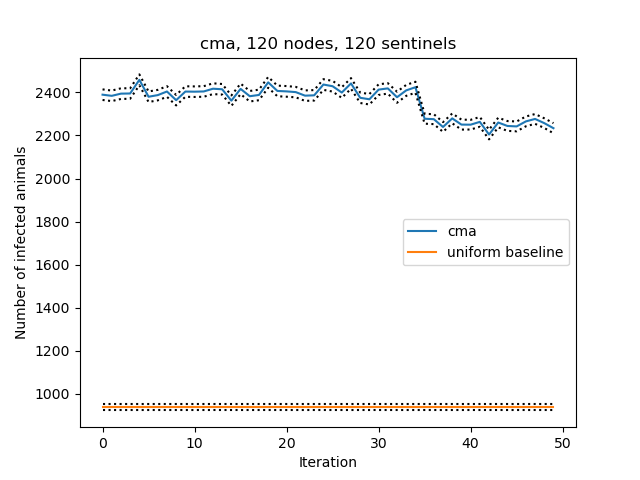 cma, 120 nodes, 120 sentinels
Number of infected animals
2400
2200
2000
1800
1600
1400
1200
1000
cma
uniform baseline
0 10 20 30 40 50
Iteration